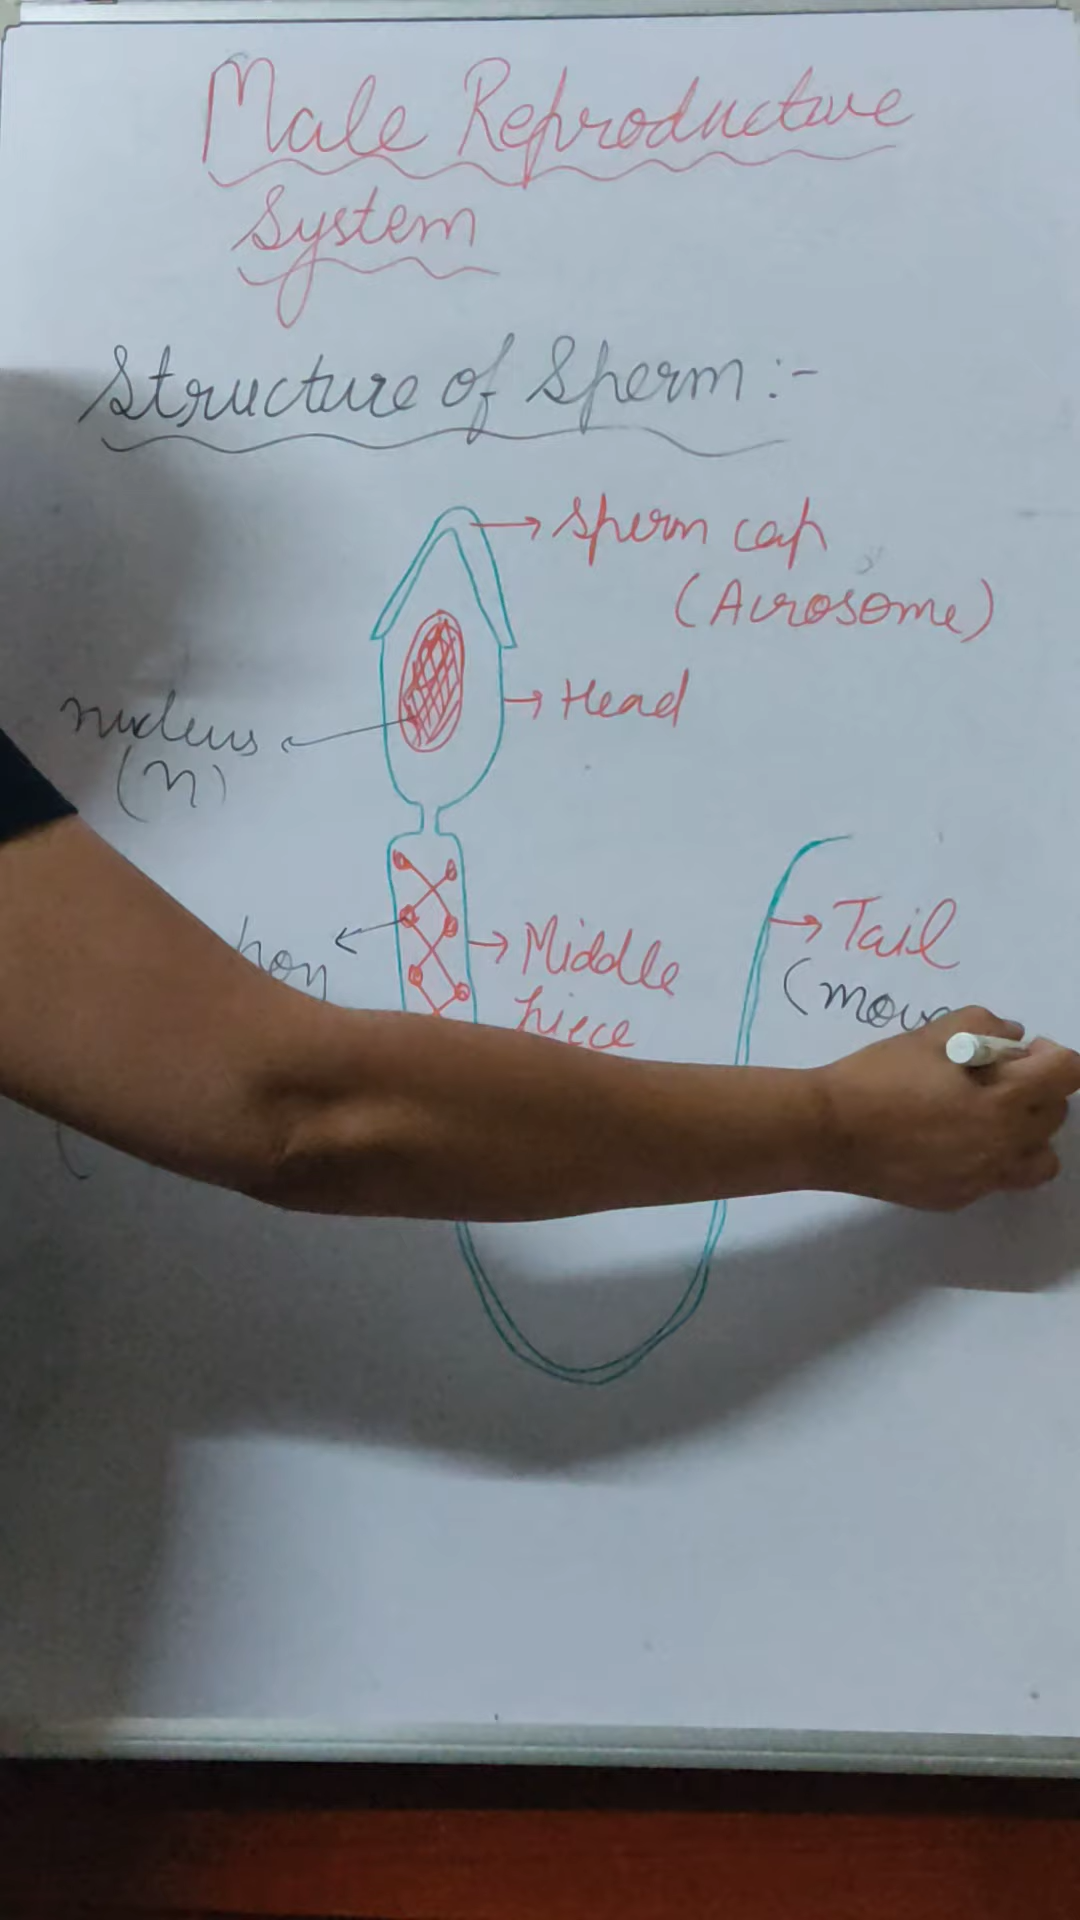 Male Reproductive
System
Structure of Sperm :-
Sperm cap
(Acrosome)
Head
nucleus
(n)
Middle
piece
Tail